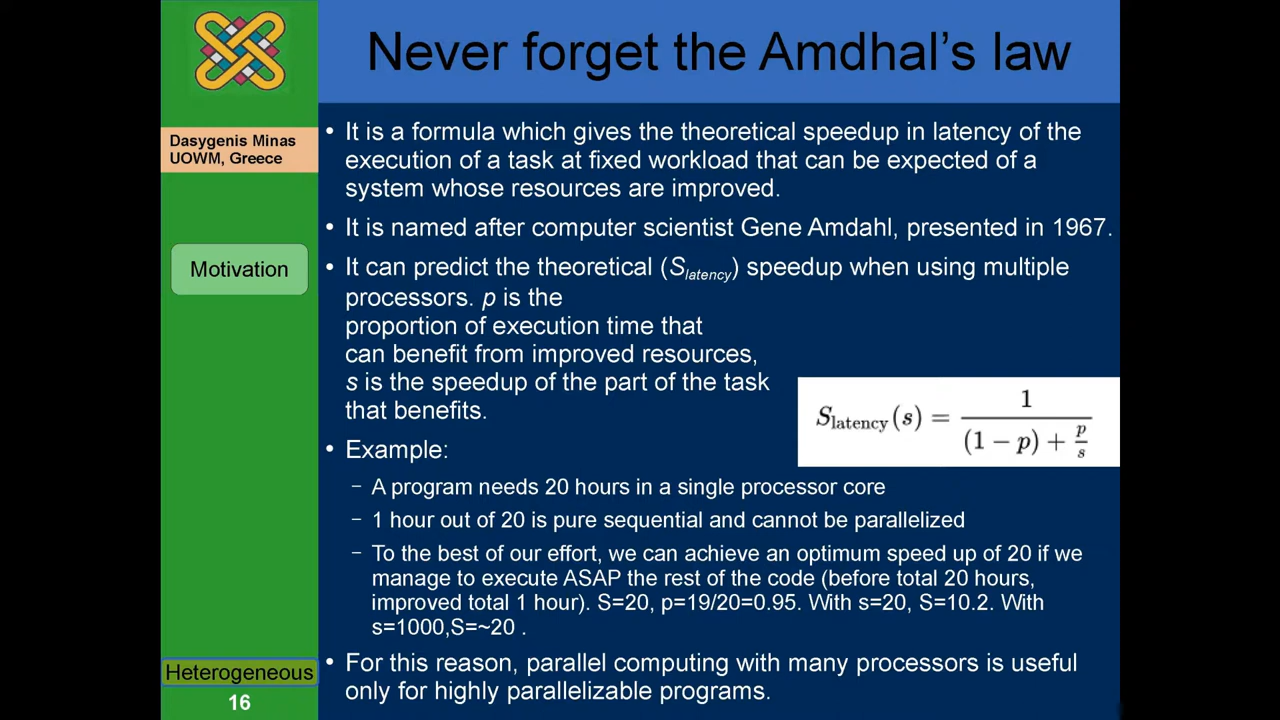 Never forget the Amdhal's law
Dasygenis Minas
UOWM, Greece
Motivation
• It is a formula which gives the theoretical speedup in latency of the
execution of a task at fixed workload that can be expected of a
system whose resources are improved.
• It is named after computer scientist Gene Amdahl, presented in 1967.
• It can predict the theoretical (Slatency) speedup when using multiple
processors. p is the
proportion of execution time that
can benefit from improved resources,
s is the speedup of the part of the task
that benefits.
Slatency(s) = 1 / ((1 − p) + p/s)
• Example:
– A program needs 20 hours in a single processor core
– 1 hour out of 20 is pure sequential and cannot be parallelized
– To the best of our effort, we can achieve an optimum speed up of 20 if we
manage to execute ASAP the rest of the code (before total 20 hours,
improved total 1 hour). S=20, p=19/20=0.95. With s=20, S=10.2. With
s=1000,S=~20 .
• For this reason, parallel computing with many processors is useful
only for highly parallelizable programs.
Heterogeneous
16